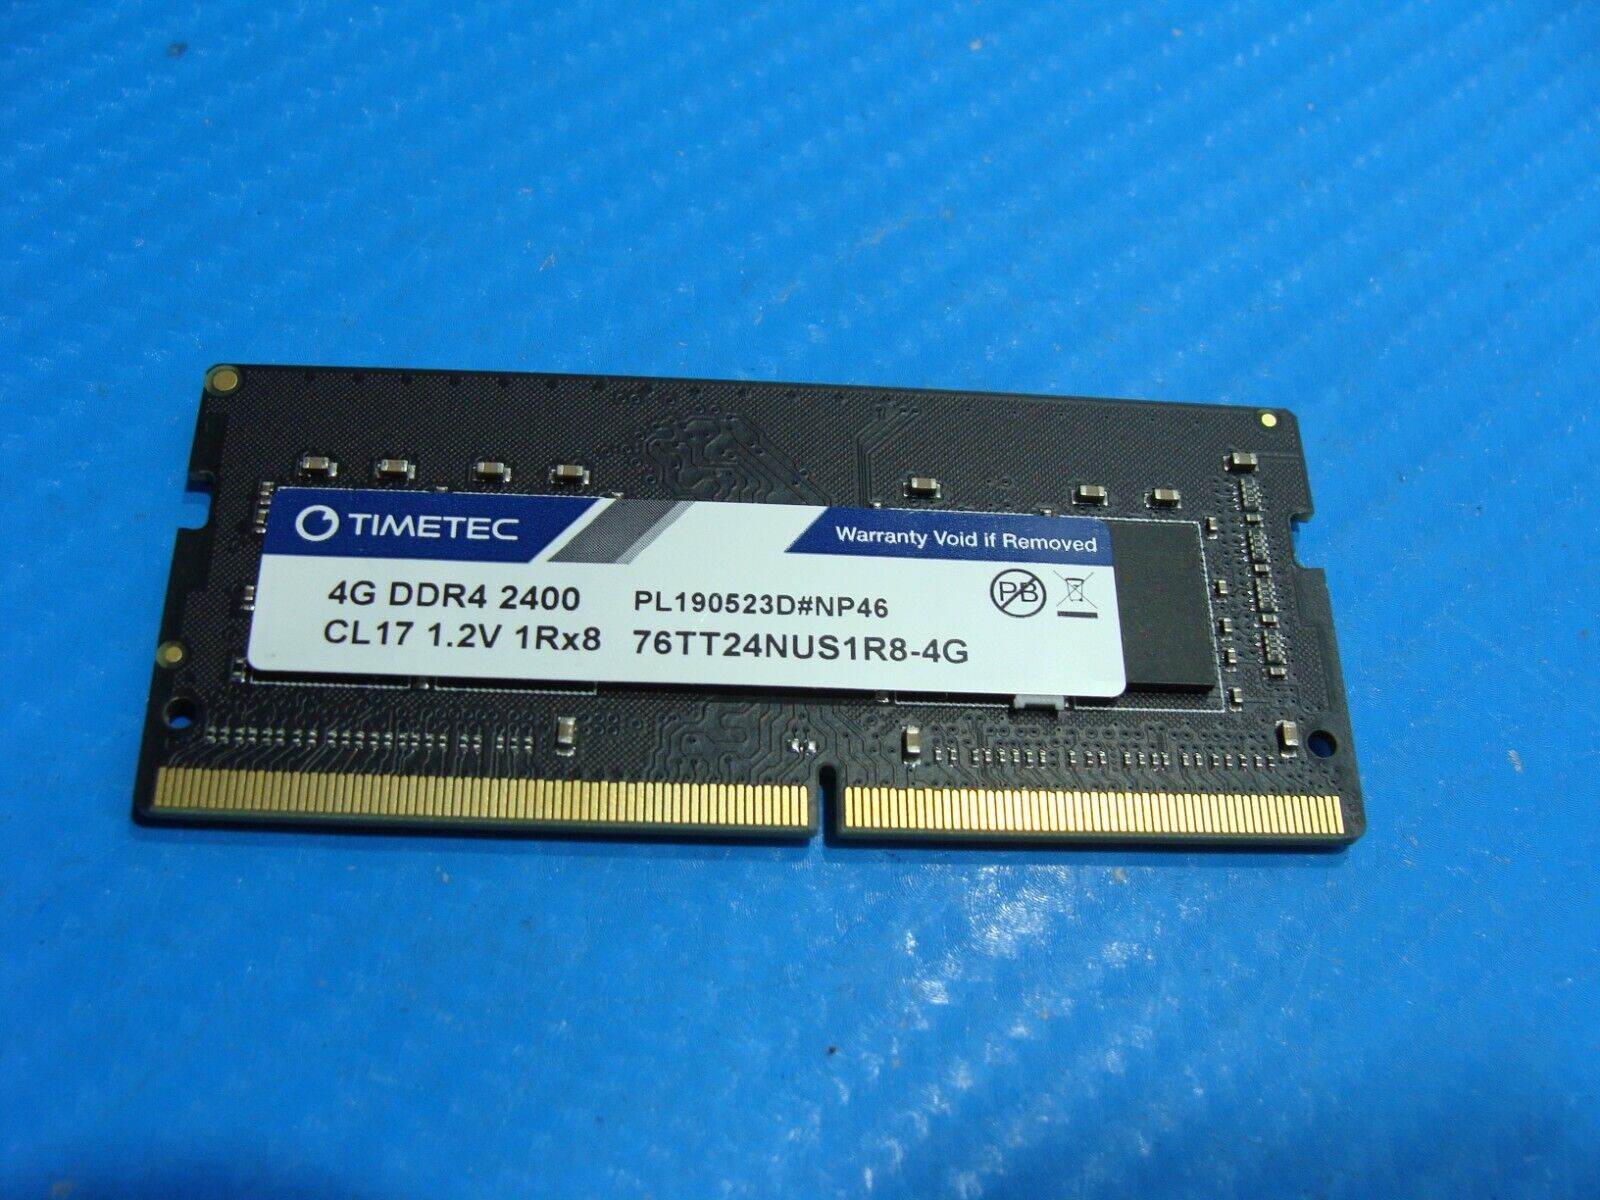 TIMETEC
Warranty Void if Removed
4G DDR4 2400 PL190523D#NP46
PB
CL17 1.2V 1Rx8 76TT24NUS1R8-4G